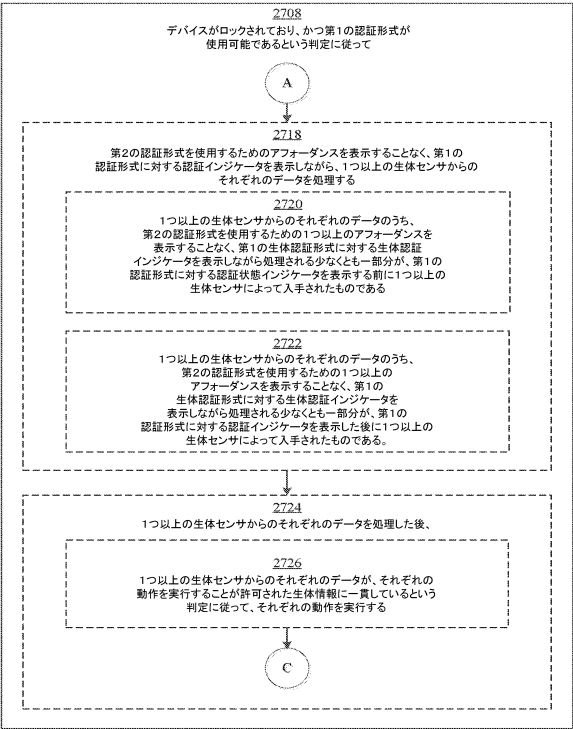 2708
デバイスがロックされており、かつ第1の認証形式が
使用可能であるという判定に従って
A
2718
第2の認証形式を使用するためのアフォーダンスを表示することなく、第1の
認証形式に対する認証インジケータを表示しながら、1つ以上の生体センサからの
それぞれのデータを処理する
2720
1つ以上の生体センサからのそれぞれのデータのうち、
第2の認証形式を使用するための1つ以上のアフォーダンスを
表示することなく、第1の生体認証形式に対する生体認証
インジケータを表示しながら処理される少なくとも一部分が、第1の
認証形式に対する認証状態インジケータを表示する前に1つ以上の
生体センサによって入手されたものである
2722
1つ以上の生体センサからのそれぞれのデータのうち、
第2の認証形式を使用するための1つ以上の
アフォーダンスを表示することなく、第1の
生体認証形式に対する生体認証インジケータを
表示しながら処理される少なくとも一部分が、第1の
認証形式に対する認証インジケータを表示した後に1つ以上の
生体センサによって入手されたものである。
2724
1つ以上の生体センサからのそれぞれのデータを処理した後、
2726
1つ以上の生体センサからのそれぞれのデータが、それぞれの
動作を実行することが許可された生体情報に一貫しているという
判定に従って、それぞれの動作を実行する
C